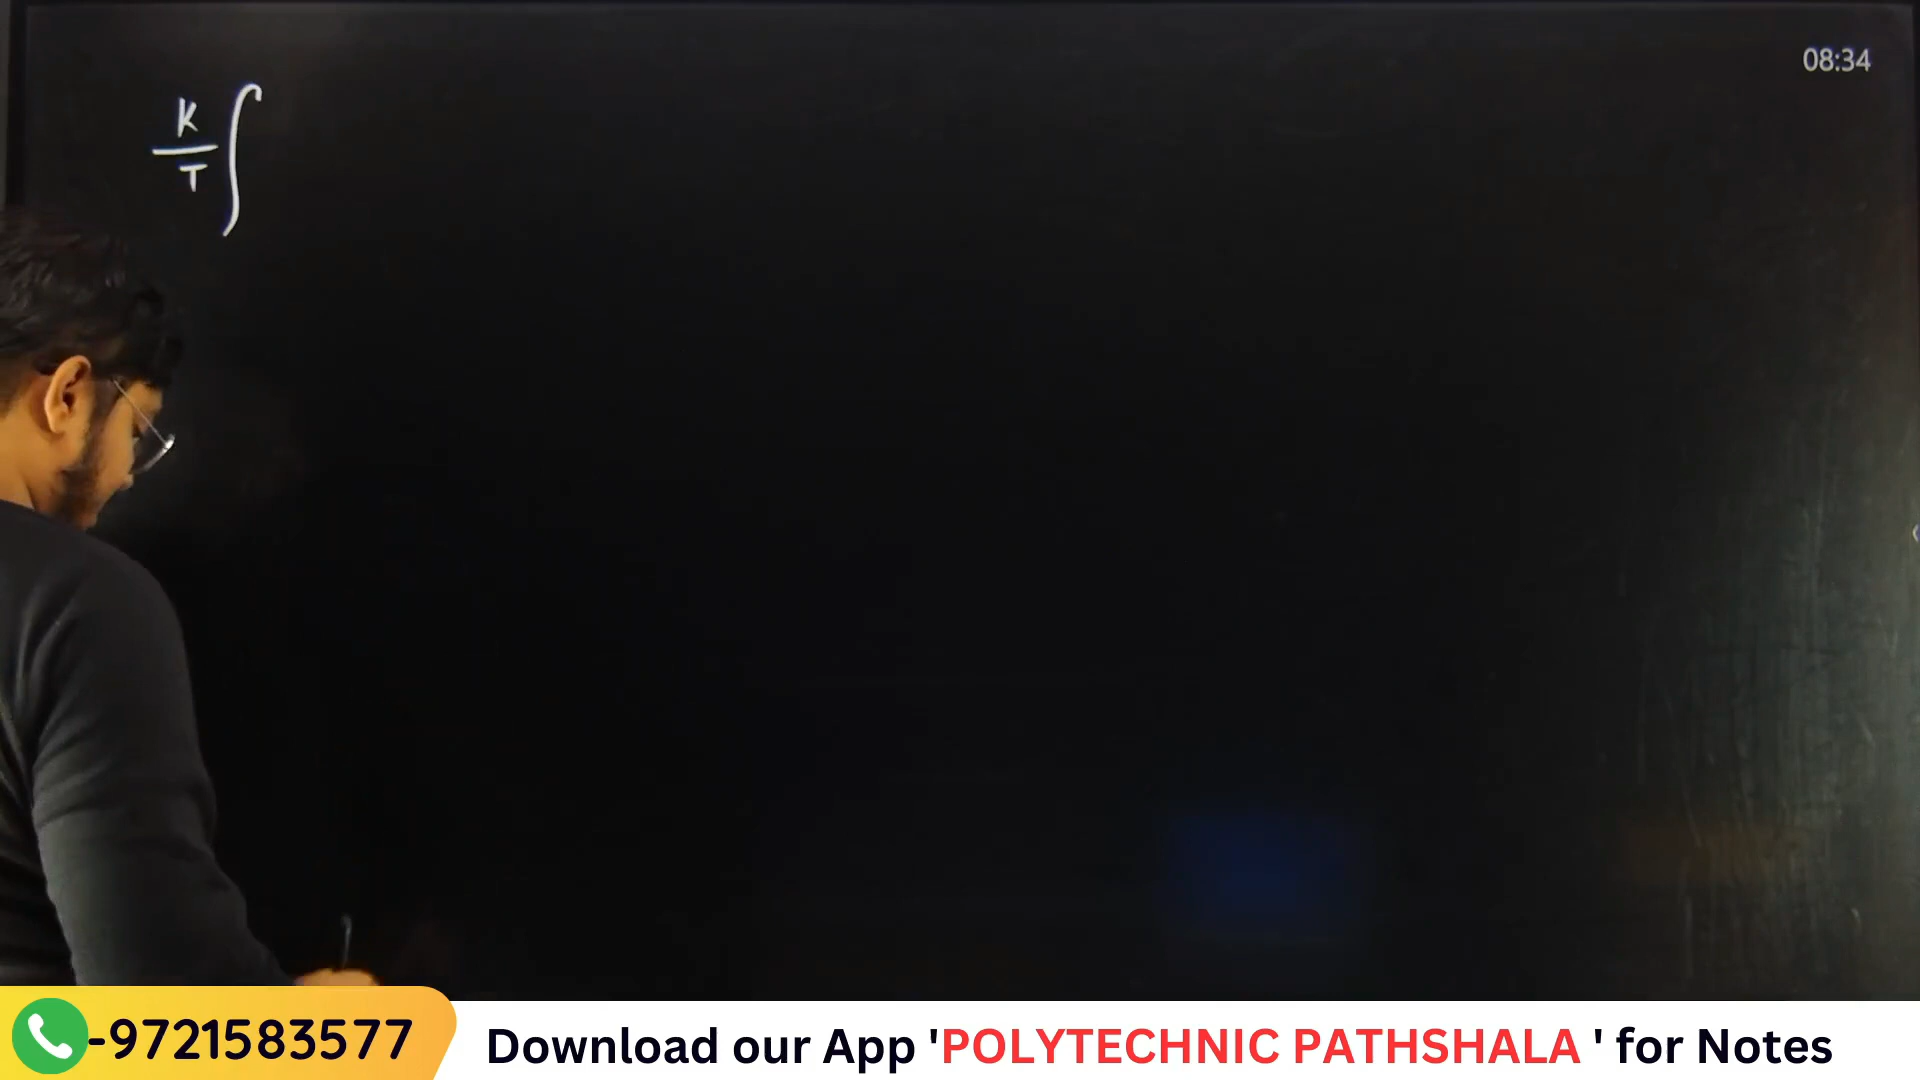 08:34
K
T
∫
-9721583577
Download our App 'POLYTECHNIC PATHSHALA ' for Notes